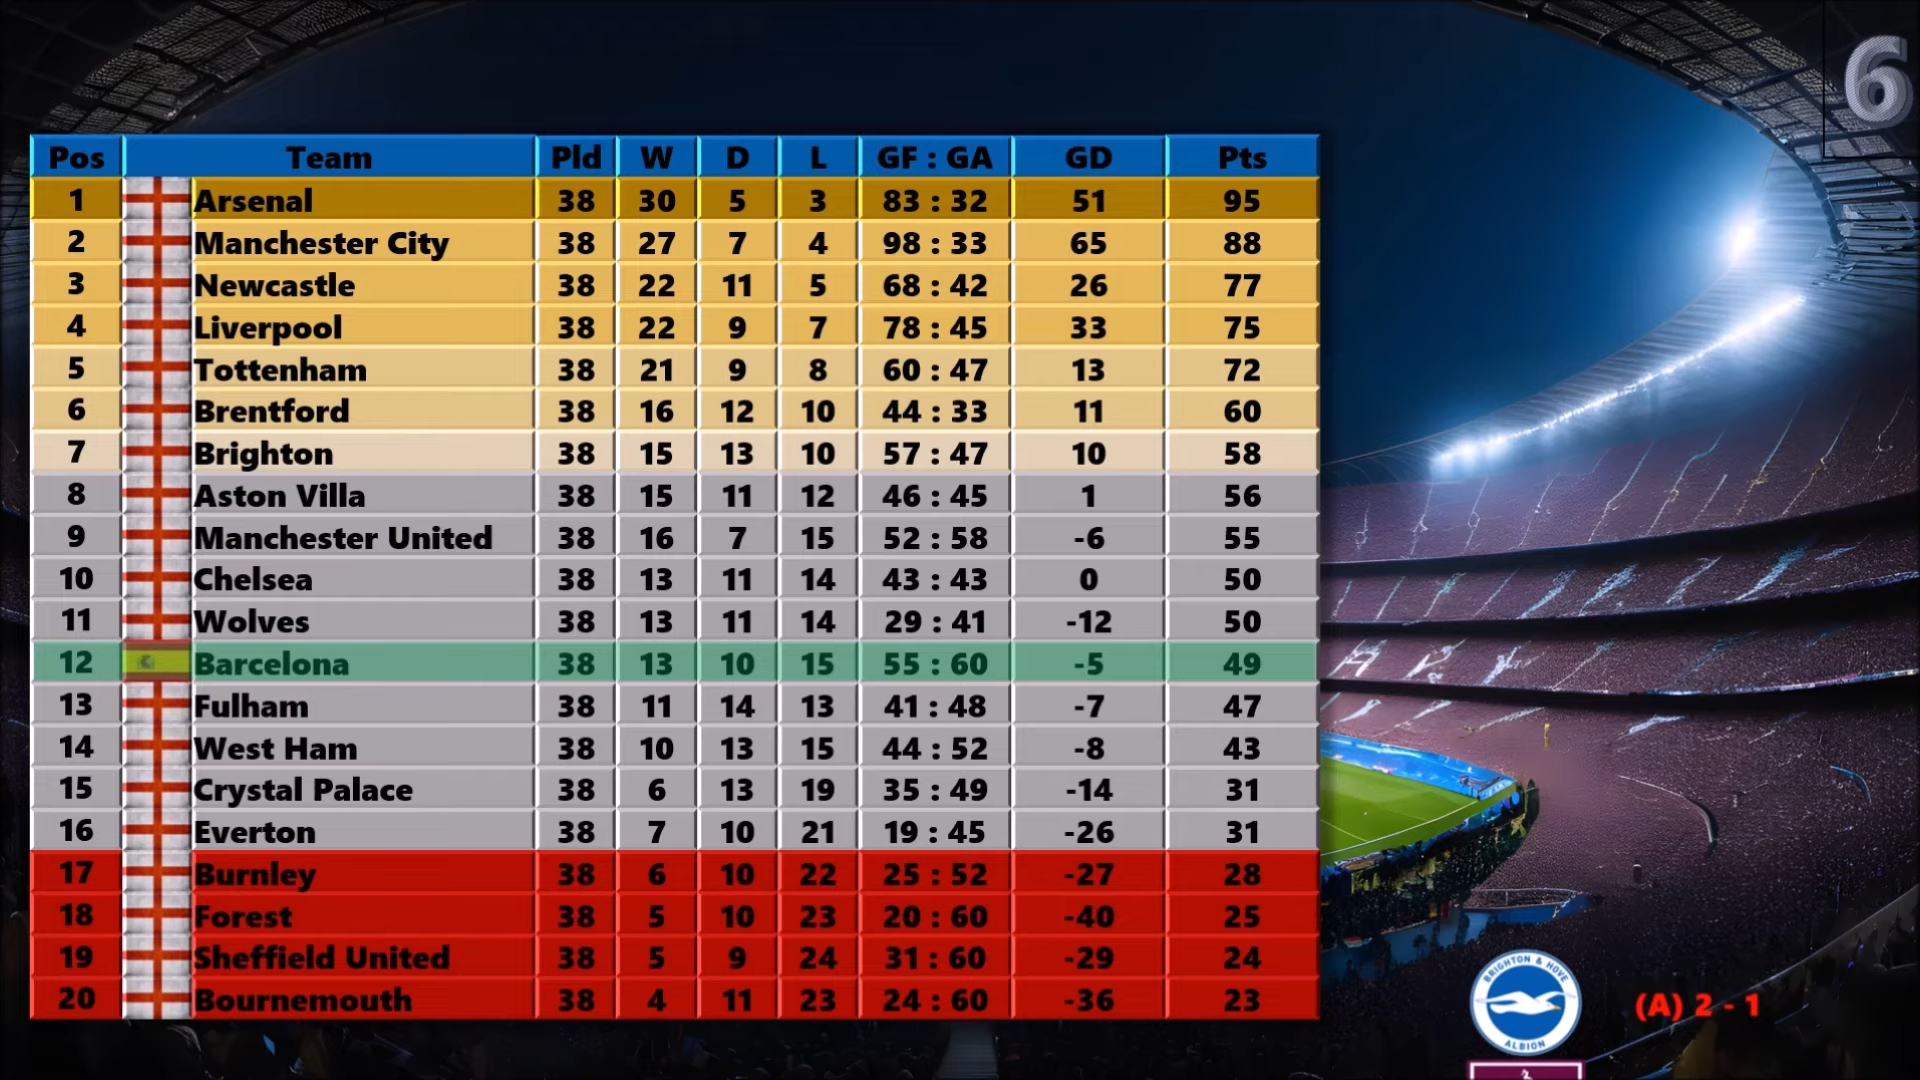 6
Pos Team Pld W D L GF : GA GD Pts
1 Arsenal 38 30 5 3 83 : 32 51 95
2 Manchester City 38 27 7 4 98 : 33 65 88
3 Newcastle 38 22 11 5 68 : 42 26 77
4 Liverpool 38 22 9 7 78 : 45 33 75
5 Tottenham 38 21 9 8 60 : 47 13 72
6 Brentford 38 16 12 10 44 : 33 11 60
7 Brighton 38 15 13 10 57 : 47 10 58
8 Aston Villa 38 15 11 12 46 : 45 1 56
9 Manchester United 38 16 7 15 52 : 58 -6 55
10 Chelsea 38 13 11 14 43 : 43 0 50
11 Wolves 38 13 11 14 29 : 41 -12 50
12 Barcelona 38 13 10 15 55 : 60 -5 49
13 Fulham 38 11 14 13 41 : 48 -7 47
14 West Ham 38 10 13 15 44 : 52 -8 43
15 Crystal Palace 38 6 13 19 35 : 49 -14 31
16 Everton 38 7 10 21 19 : 45 -26 31
17 Burnley 38 6 10 22 25 : 52 -27 28
18 Forest 38 5 10 23 20 : 60 -40 25
19 Sheffield United 38 5 9 24 31 : 60 -29 24
20 Bournemouth 38 4 11 23 24 : 60 -36 23
BRIGHTON & HOVE
ALBION
(A) 2 - 1